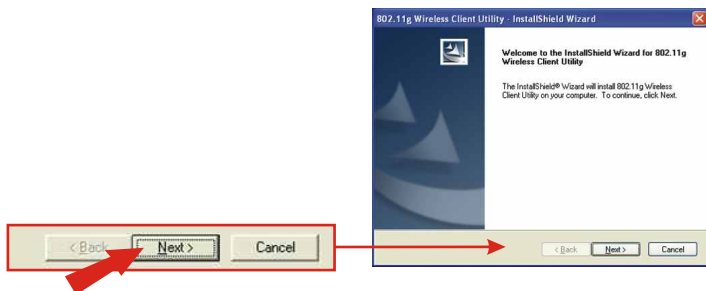 802.11g Wireless Client Utility - InstallShield Wizard
Welcome to the InstallShield Wizard for 802.11g
Wireless Client Utility
The InstallShield® Wizard will install 802.11g Wireless
Client Utility on your computer. To continue, click Next.
< Back Next > Cancel
< Back Next > Cancel